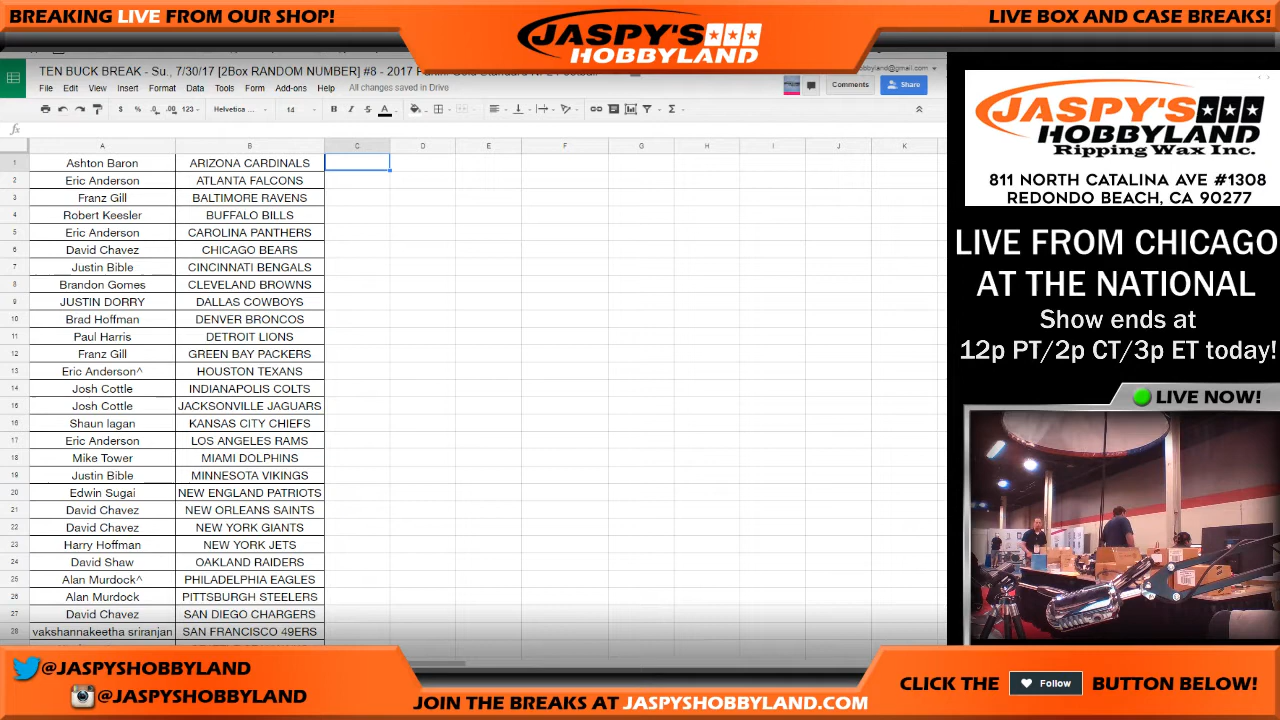 BREAKING LIVE FROM OUR SHOP!
JASPY'S
HOBBYLAND
LIVE BOX AND CASE BREAKS!
TEN BUCK BREAK - Su., 7/30/17 [2Box RANDOM NUMBER] #8 - 2017
File Edit View Insert Format Data Tools Form Add-ons Help All changes saved in Drive
Comments
Share
$ % .0 .00 123 Helvetica ... 14 B I A
fx
A B C D E F G H I J K
1 Ashton Baron ARIZONA CARDINALS
2 Eric Anderson ATLANTA FALCONS
3 Franz Gill BALTIMORE RAVENS
4 Robert Keesler BUFFALO BILLS
5 Eric Anderson CAROLINA PANTHERS
6 David Chavez CHICAGO BEARS
7 Justin Bible CINCINNATI BENGALS
8 Brandon Gomes CLEVELAND BROWNS
9 JUSTIN DORRY DALLAS COWBOYS
10 Brad Hoffman DENVER BRONCOS
11 Paul Harris DETROIT LIONS
12 Franz Gill GREEN BAY PACKERS
13 Eric Anderson^ HOUSTON TEXANS
14 Josh Cottle INDIANAPOLIS COLTS
15 Josh Cottle JACKSONVILLE JAGUARS
16 Shaun lagan KANSAS CITY CHIEFS
17 Eric Anderson LOS ANGELES RAMS
18 Mike Tower MIAMI DOLPHINS
19 Justin Bible MINNESOTA VIKINGS
20 Edwin Sugai NEW ENGLAND PATRIOTS
21 David Chavez NEW ORLEANS SAINTS
22 David Chavez NEW YORK GIANTS
23 Harry Hoffman NEW YORK JETS
24 David Shaw OAKLAND RAIDERS
25 Alan Murdock^ PHILADELPHIA EAGLES
26 Alan Murdock PITTSBURGH STEELERS
27 David Chavez SAN DIEGO CHARGERS
28 vakshannakeetha sriranjan SAN FRANCISCO 49ERS
JASPY'S
HOBBYLAND
Ripping Wax Inc.
811 NORTH CATALINA AVE #1308
REDONDO BEACH, CA 90277
LIVE FROM CHICAGO
AT THE NATIONAL
Show ends at
12p PT/2p CT/3p ET today!
LIVE NOW!
@JASPYSHOBBYLAND
@JASPYSHOBBYLAND
JOIN THE BREAKS AT JASPYSHOBBYLAND.COM
CLICK THE Follow BUTTON BELOW!